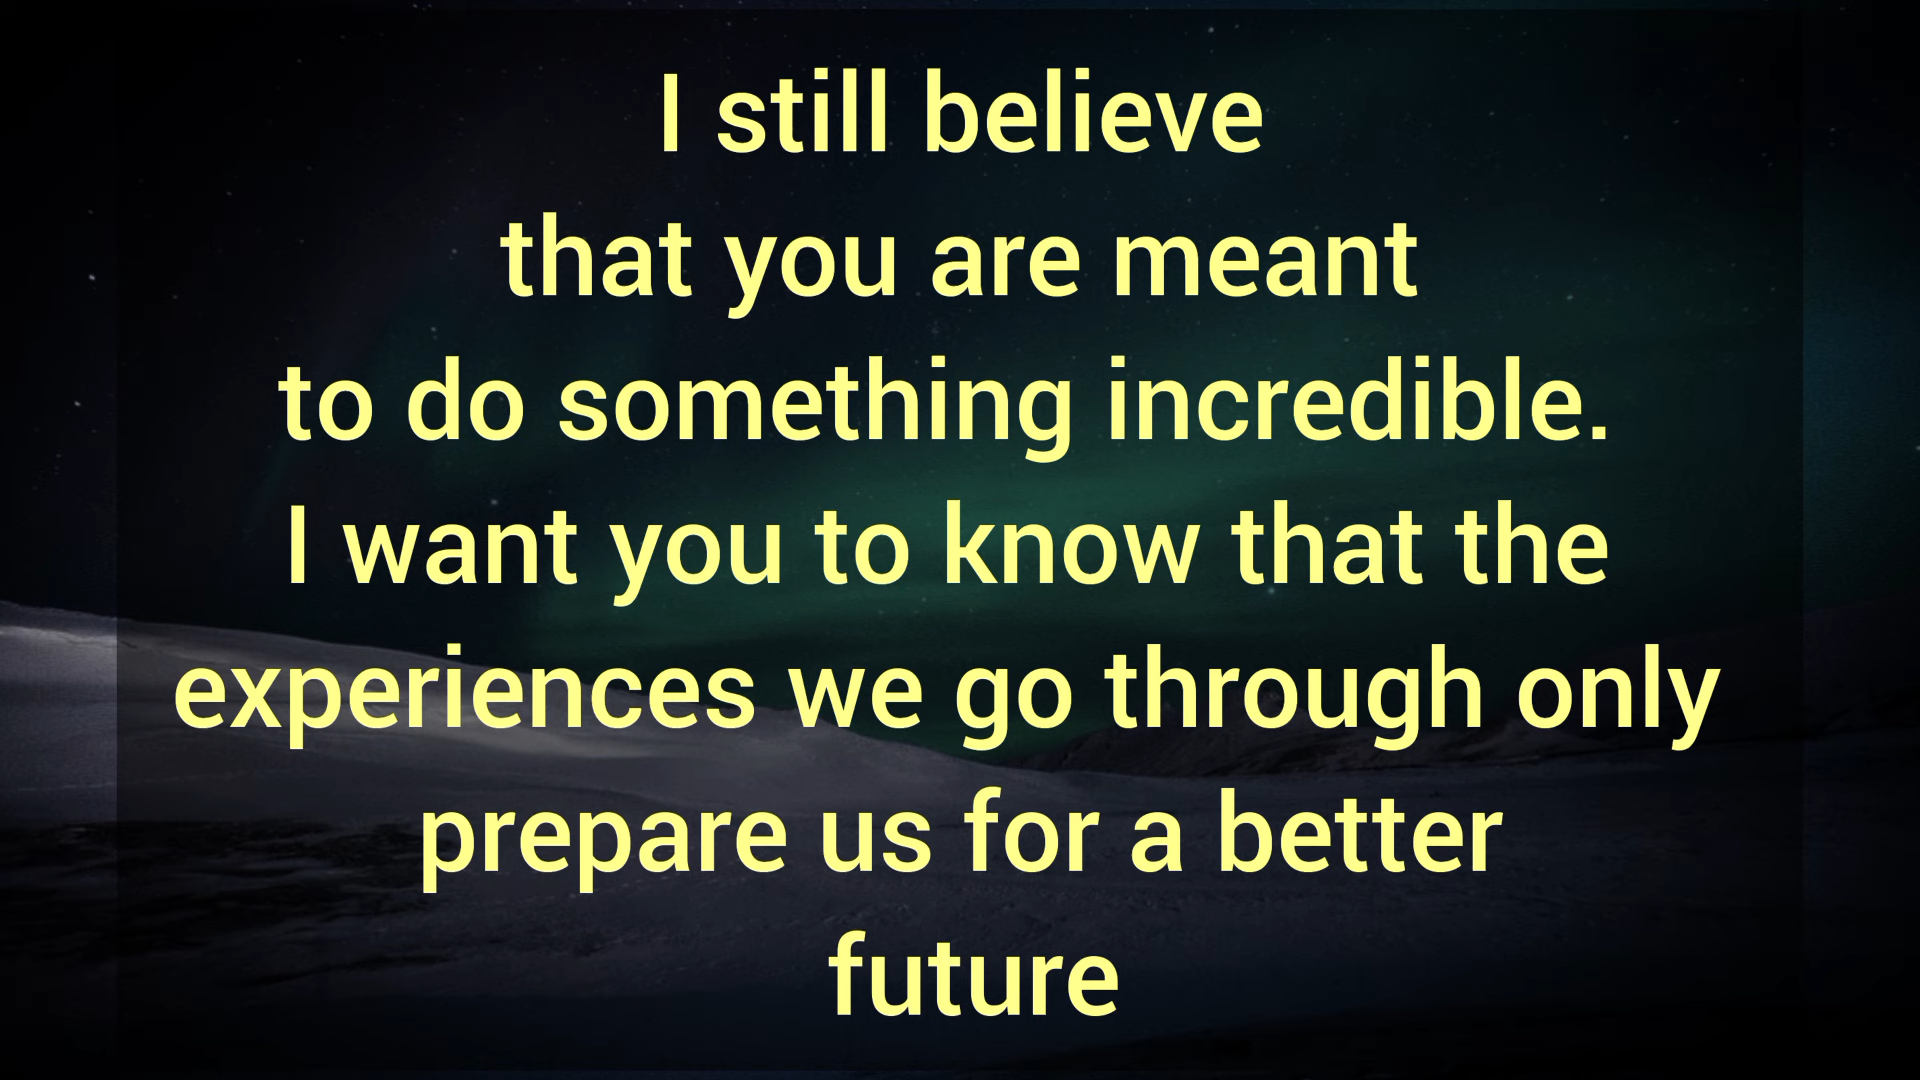 I still believe
that you are meant
to do something incredible.
I want you to know that the
experiences we go through only
prepare us for a better
future